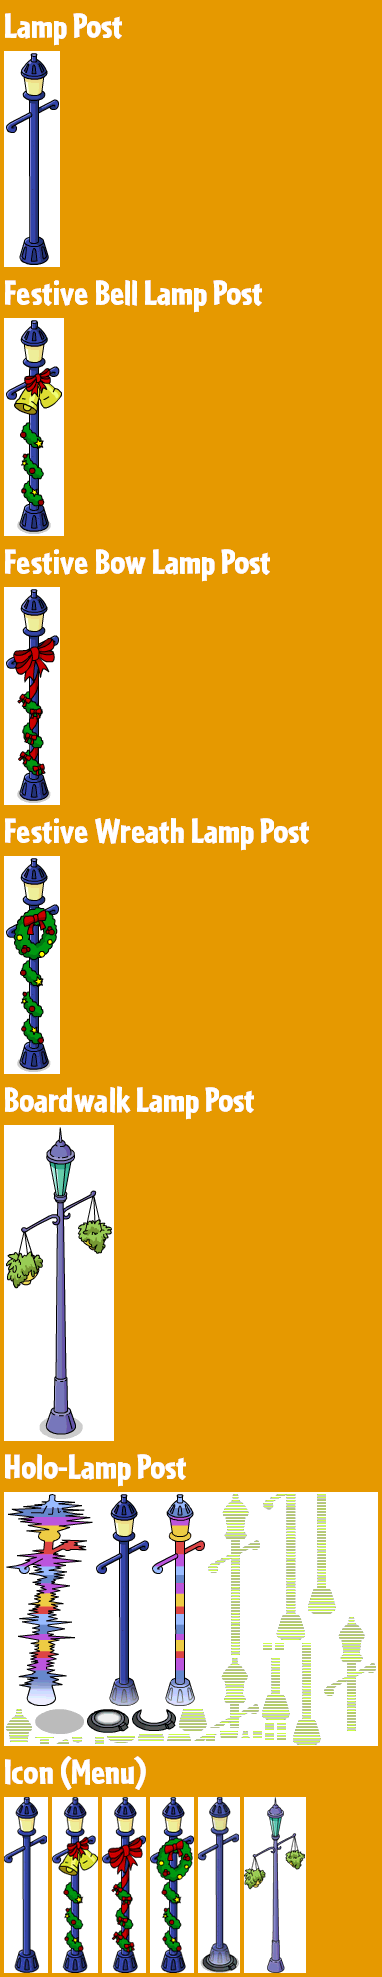 Lamp Post
Festive Bell Lamp Post
Festive Bow Lamp Post
Festive Wreath Lamp Post
Boardwalk Lamp Post
Holo-Lamp Post
Icon (Menu)